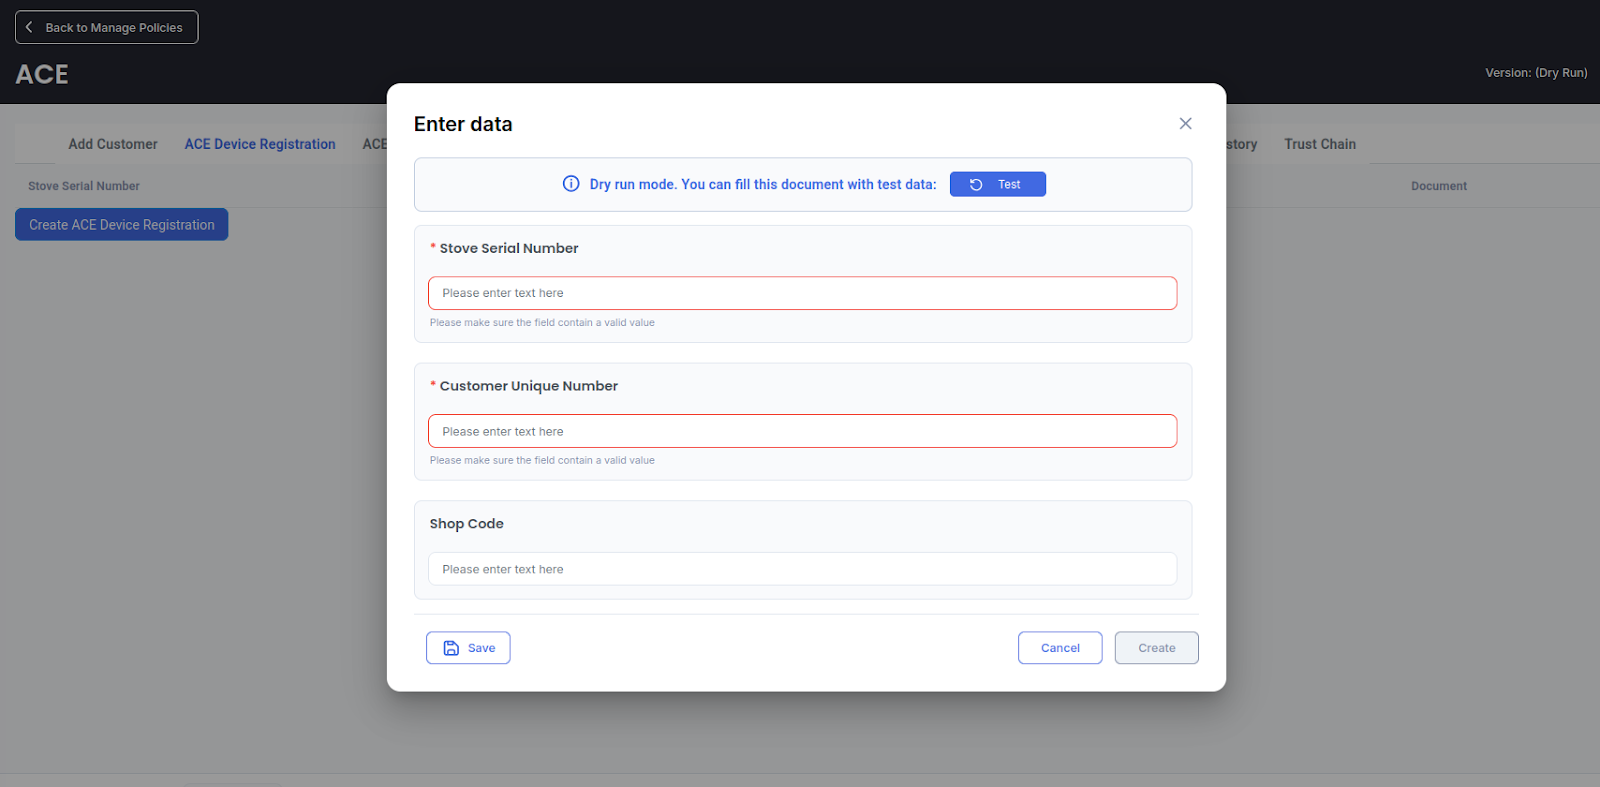 Back to Manage Policies
ACE
Version: (Dry Run)
Enter data
Add Customer ACE Device Registration ACE story Trust Chain
Dry run mode. You can fill this document with test data: Test
Stove Serial Number Document
Create ACE Device Registration
* Stove Serial Number
Please enter text here
Please make sure the field contain a valid value
* Customer Unique Number
Please enter text here
Please make sure the field contain a valid value
Shop Code
Please enter text here
Save Cancel Create